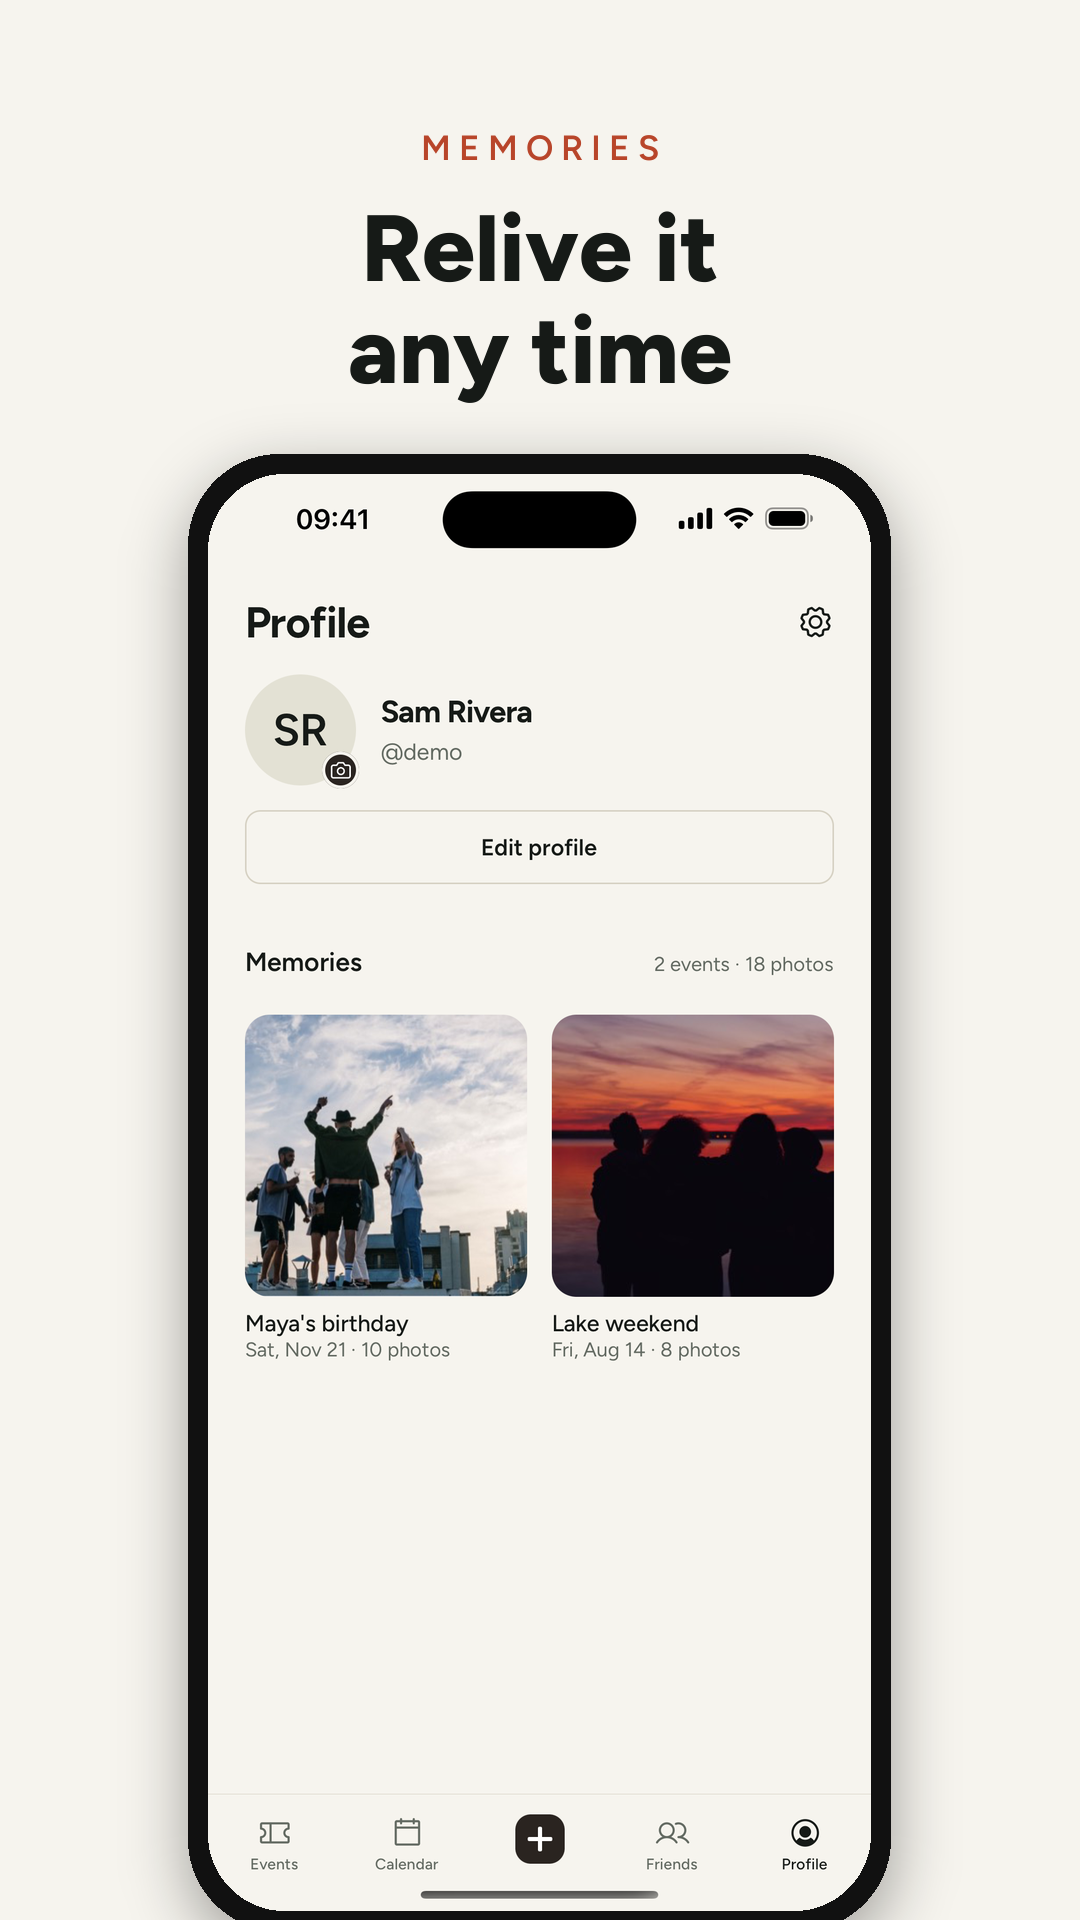 MEMORIES
Relive it
any time
09:41
Profile
SR
Sam Rivera
@demo
Edit profile
Memories
2 events · 18 photos
Maya's birthday
Sat, Nov 21 · 10 photos
Lake weekend
Fri, Aug 14 · 8 photos
Events
Calendar
Friends
Profile